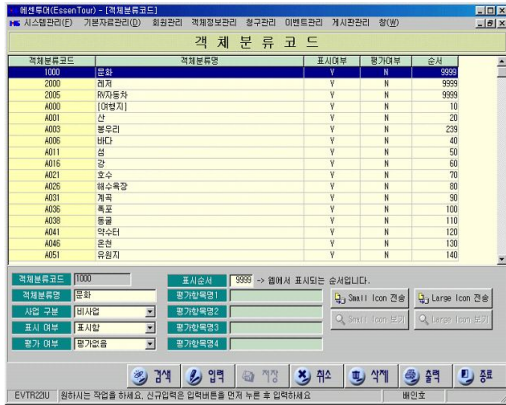 에센투어(EssenTour) - [객체분류코드]
시스템관리(F) 기본자료관리(D) 회원관리 객체정보관리 청구관리 이벤트관리 게시판관리 창(W)
객 체 분 류 코 드
객체분류코드 객체분류명 표시여부 평가여부 순서
1000 문화 Y N 9999
2000 레저 Y N 9999
2005 RV자동차 Y N 9999
A000 [여행지] Y N 10
A001 산 Y N 20
A003 봉우리 Y N 239
A006 바다 Y N 40
A011 섬 Y N 50
A016 강 Y N 60
A021 호수 Y N 70
A026 해수욕장 Y N 80
A031 계곡 Y N 90
A036 폭포 Y N 100
A038 동굴 Y N 110
A041 약수터 Y N 120
A046 온천 Y N 130
A051 유원지 Y N 140
객체분류코드 1000 표시순서 9999 -> 웹에서 표시되는 순서입니다.
객체분류명 문화 평가항목명1 Small Icon 전송 Large Icon 전송
사업 구분 비사업 평가항목명2 Small Icon 보기 Large Icon 보기
표시 여부 표시함 평가항목명3
평가 여부 평가없음 평가항목명4
검색 입력 저장 취소 삭제 출력 종료
EVTR22IU 원하시는 작업을 하세요. 신규입력은 입력버튼을 먼저 누른 후 입력하세요 배인호